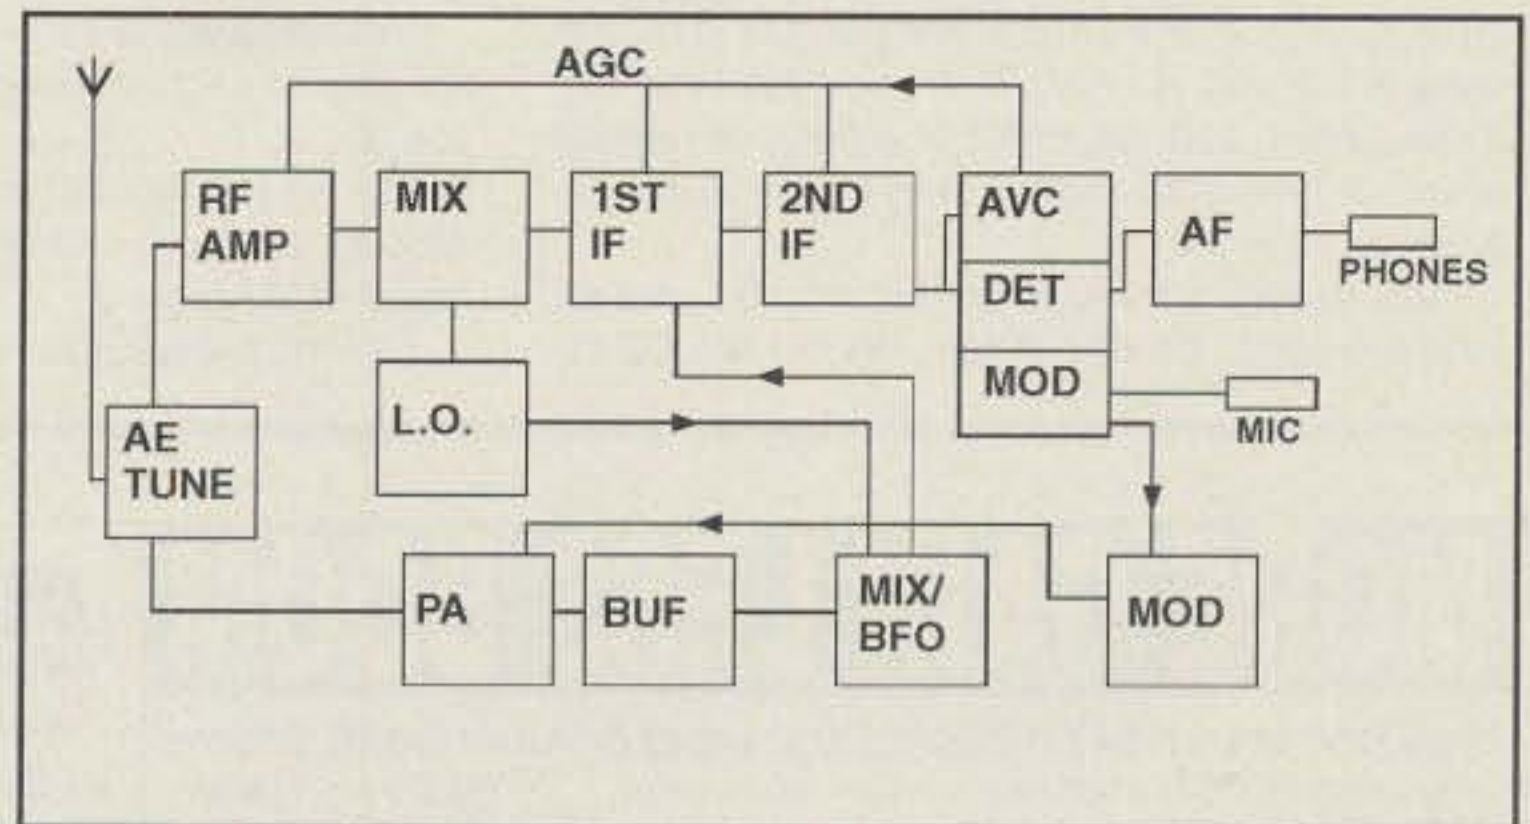 AGC
RF
AMP
MIX
1ST
IF
2ND
IF
AVC
DET
MOD
AF
PHONES
MIC
L.O.
AE
TUNE
PA
BUF
MIX/
BFO
MOD